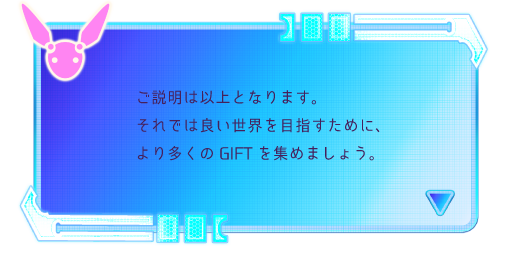 ご説明は以上となります。
それでは良い世界を目指すために、
より多くのGIFTを集めましょう。